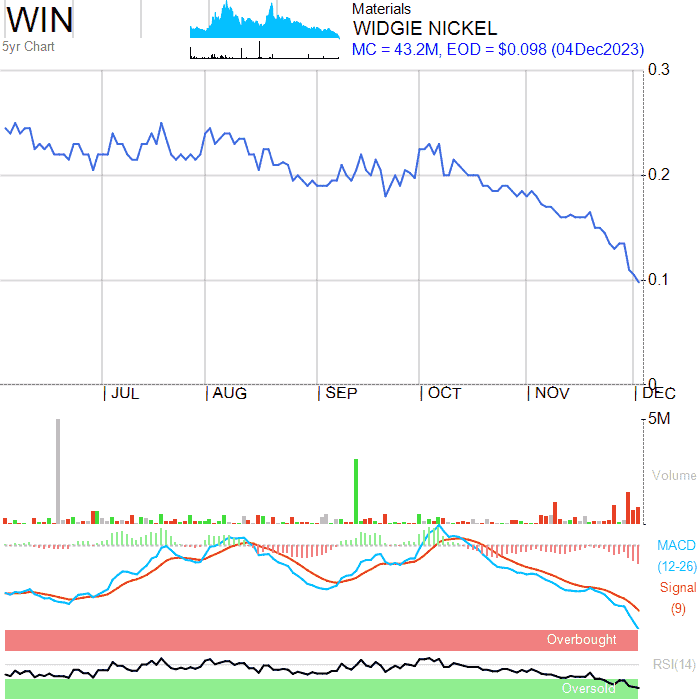 WIN
5yr Chart
Materials
WIDGIE NICKEL
MC = 43.2M, EOD = $0.098 (04Dec2023)
0.3
0.2
0.1
0
| JUL | AUG | SEP | OCT | NOV | DEC
5M
Volume
MACD
(12-26)
Signal
(9)
Overbought
RSI(14)
Oversold